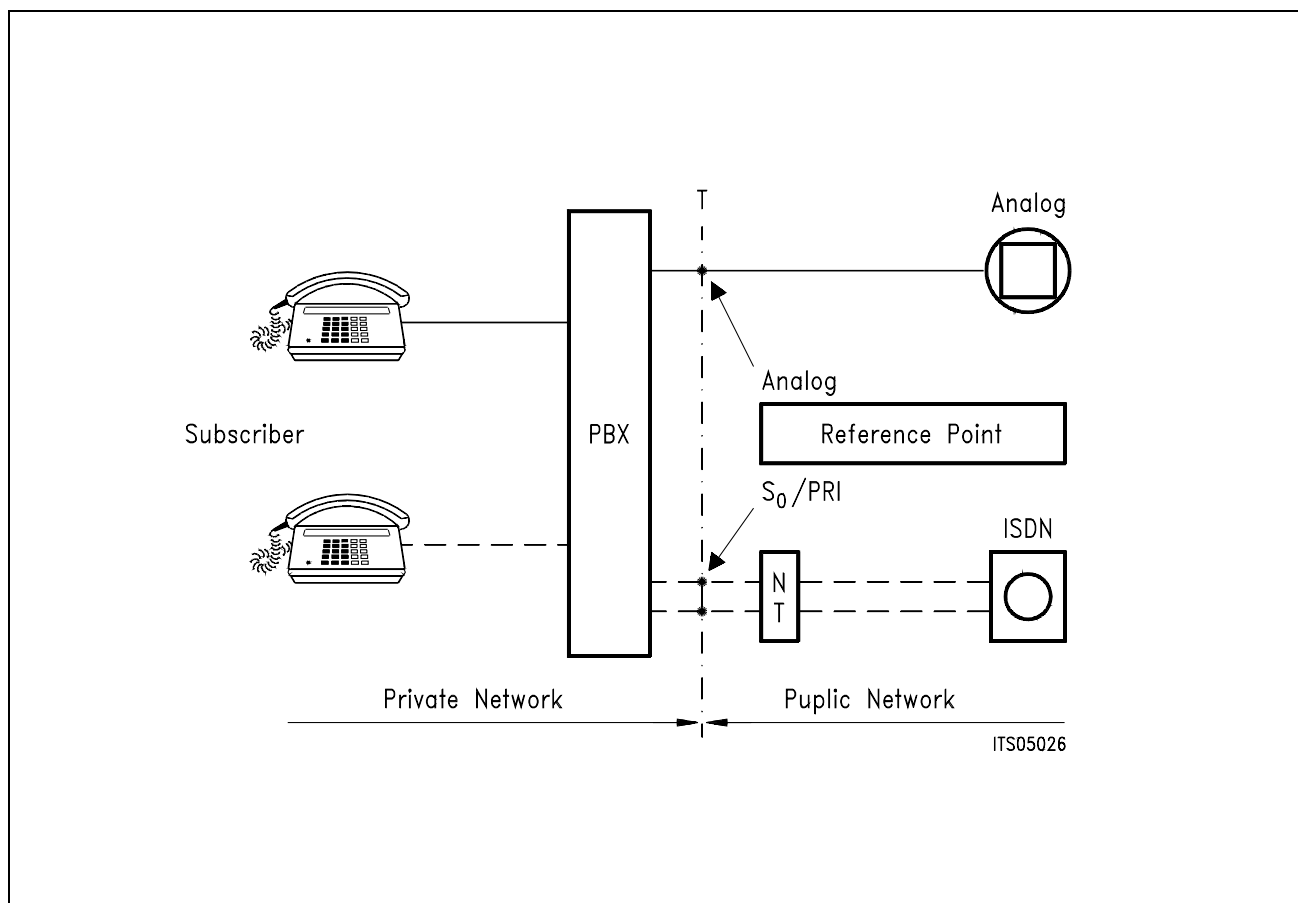 T
Analog
Analog
Subscriber
PBX
Reference Point
S0/PRI
ISDN
N
T
Private Network
Puplic Network
ITS05026